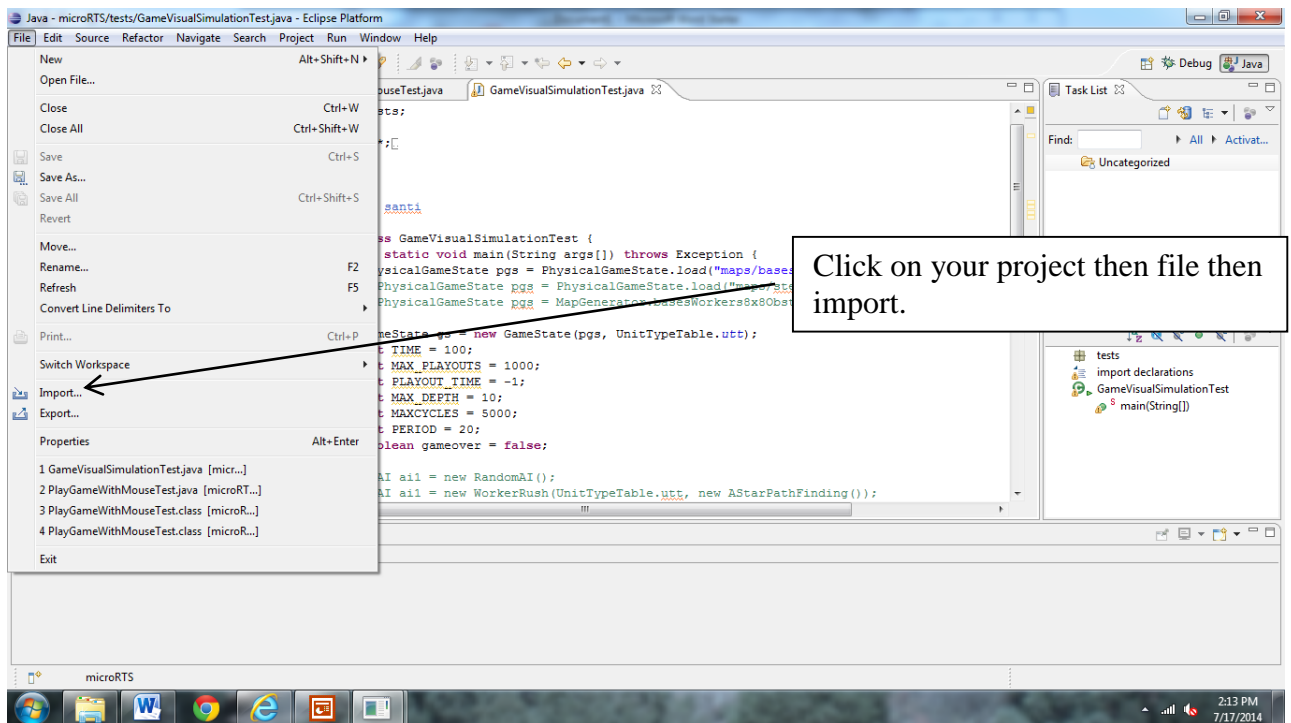 Java - microRTS/tests/GameVisualSimulationTest.java - Eclipse Platform
File Edit Source Refactor Navigate Search Project Run Window Help
New Alt+Shift+N
Open File...
Close Ctrl+W
Close All Ctrl+Shift+W
Save Ctrl+S
Save As...
Save All Ctrl+Shift+S
Revert
Move...
Rename... F2
Refresh F5
Convert Line Delimiters To
Print... Ctrl+P
Switch Workspace
Import...
Export...
Properties Alt+Enter
1 GameVisualSimulationTest.java [micr...]
2 PlayGameWithMouseTest.java [microRT...]
3 PlayGameWithMouseTest.class [microR...]
4 PlayGameWithMouseTest.class [microR...]
Exit
Debug Java
ouseTest.java GameVisualSimulationTest.java
sts;
*;
santi
ss GameVisualSimulationTest {
static void main(String args[]) throws Exception {
ysicalGameState pgs = PhysicalGameState.load("maps/bases
PhysicalGameState pgs = PhysicalGameState.load("maps/ste
PhysicalGameState pgs = MapGenerator.basesWorkers8x8Obst
meState gs = new GameState(pgs, UnitTypeTable.utt);
t TIME = 100;
t MAX_PLAYOUTS = 1000;
t PLAYOUT_TIME = -1;
t MAX_DEPTH = 10;
t MAXCYCLES = 5000;
t PERIOD = 20;
olean gameover = false;
AI ai1 = new RandomAI();
AI ai1 = new WorkerRush(UnitTypeTable.utt, new AStarPathFinding());
Click on your project then file then
import.
Task List
Find: All Activat...
Uncategorized
tests
import declarations
GameVisualSimulationTest
S main(String[])
microRTS
2:13 PM
7/17/2014